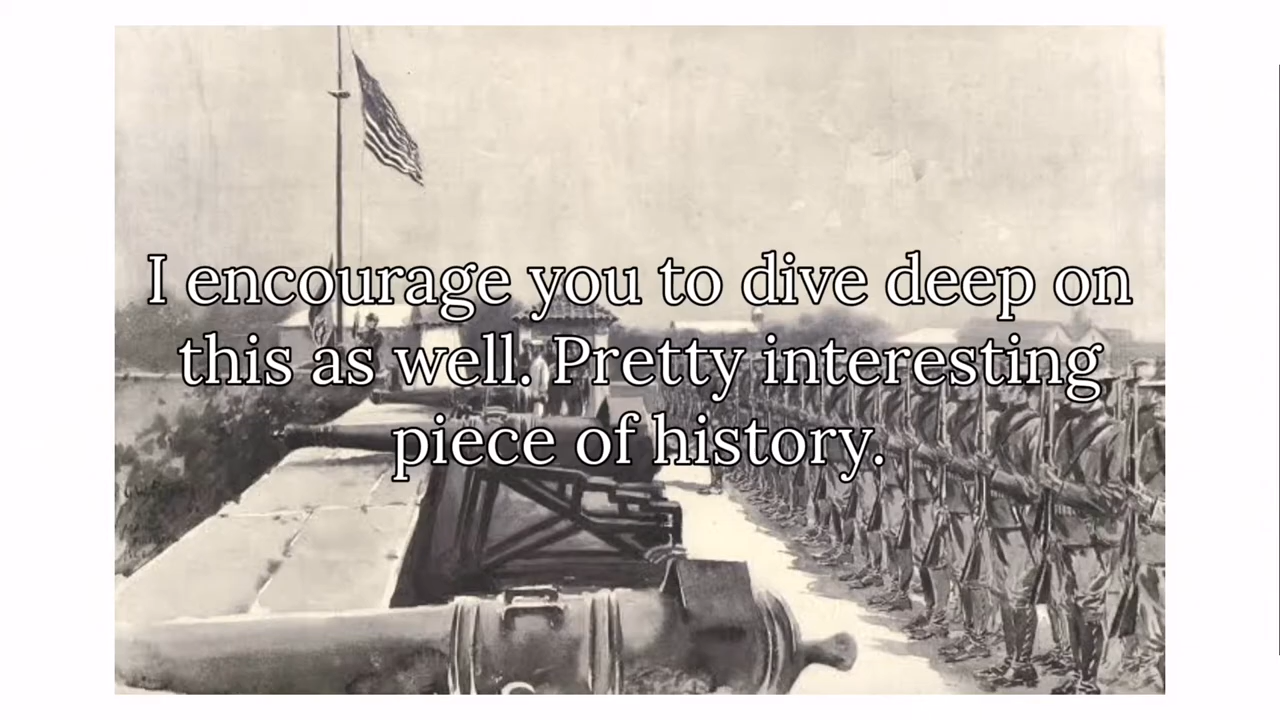 I encourage you to dive deep on
this as well. Pretty interesting
piece of history.